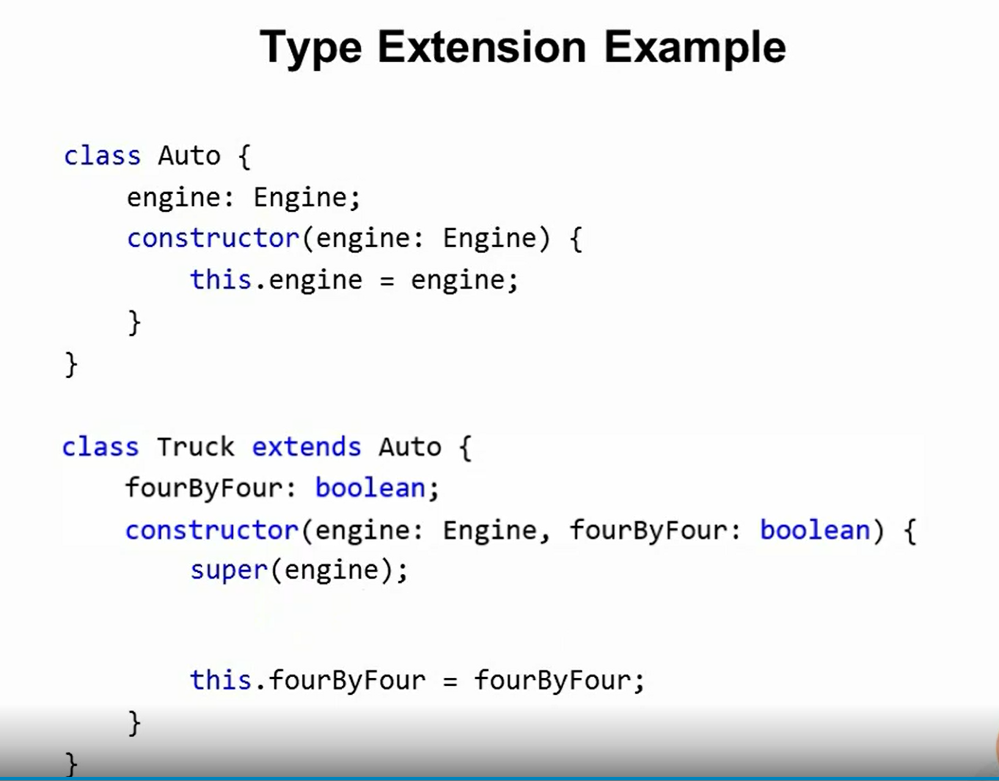 Type Extension Example
class Auto {
engine: Engine;
constructor(engine: Engine) {
this.engine = engine;
}
}
class Truck extends Auto {
fourByFour: boolean;
constructor(engine: Engine, fourByFour: boolean) {
super(engine);
this.fourByFour = fourByFour;
}
}